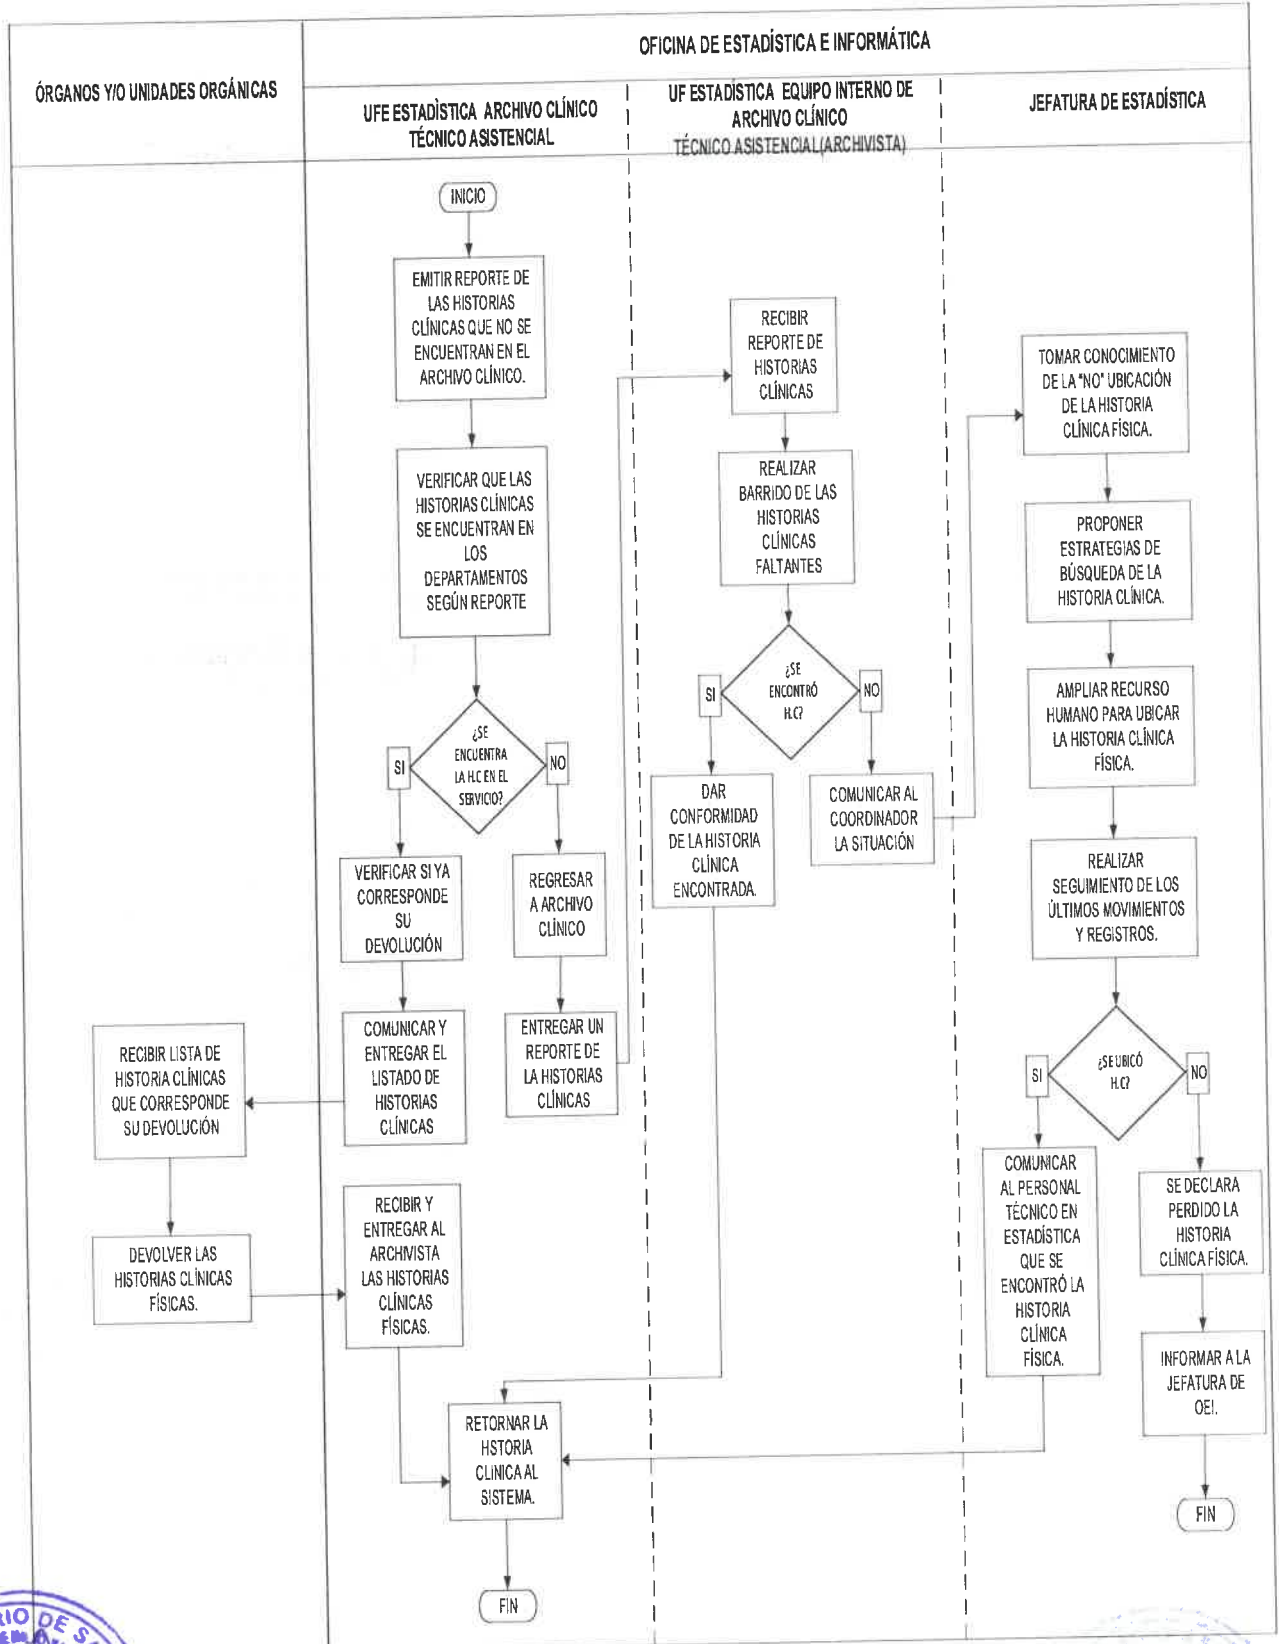 OFICINA DE ESTADÍSTICA E INFORMÁTICA
ÓRGANOS Y/O UNIDADES ORGÁNICAS
UFE ESTADÌSTICA ARCHIVO CLÍNICO
TÉCNICO ASISTENCIAL
UF ESTADÍSTICA EQUIPO INTERNO DE
ARCHIVO CLÍNICO
TÉCNICO ASISTENCIAL(ARCHIVISTA)
JEFATURA DE ESTADÍSTICA
INICIO
EMITIR REPORTE DE
LAS HISTORIAS
CLÍNICAS QUE NO SE
ENCUENTRAN EN EL
ARCHIVO CLÍNICO.
VERIFICAR QUE LAS
HISTORIAS CLÍNICAS
SE ENCUENTRAN EN
LOS
DEPARTAMENTOS
SEGÚN REPORTE
¿SE
ENCUENTRA
LA H.C EN EL
SERVICIO?
SI
NO
VERIFICAR SI YA
CORRESPONDE
SU
DEVOLUCIÓN
REGRESAR
A ARCHIVO
CLÍNICO
COMUNICAR Y
ENTREGAR EL
LISTADO DE
HISTORIAS
CLÍNICAS
ENTREGAR UN
REPORTE DE
LA HISTORIAS
CLÍNICAS
RECIBIR LISTA DE
HISTORIA CLÍNICAS
QUE CORRESPONDE
SU DEVOLUCIÓN
DEVOLVER LAS
HISTORIAS CLÍNICAS
FÍSICAS.
RECIBIR Y
ENTREGAR AL
ARCHIVISTA
LAS HISTORIAS
CLÍNICAS
FÍSICAS.
RETORNAR LA
HSTORIA
CLINICA AL
SISTEMA.
FIN
RECIBIR
REPORTE DE
HISTORIAS
CLÍNICAS
REALIZAR
BARRIDO DE LAS
HISTORIAS
CLÍNICAS
FALTANTES
¿SE
ENCONTRÓ
H.C?
SI
NO
DAR
CONFORMIDAD
DE LA HISTORIA
CLÍNICA
ENCONTRADA.
COMUNICAR AL
COORDINADOR
LA SITUACIÓN
TOMAR CONOCIMIENTO
DE LA "NO" UBICACIÓN
DE LA HISTORIA
CLÍNICA FÍSICA.
PROPONER
ESTRATEGIAS DE
BÚSQUEDA DE LA
HISTORIA CLÍNICA.
AMPLIAR RECURSO
HUMANO PARA UBICAR
LA HISTORIA CLÍNICA
FÍSICA.
REALIZAR
SEGUIMIENTO DE LOS
ÚLTIMOS MOVIMIENTOS
Y REGISTROS.
¿SE UBICÓ
H.C?
SI
NO
COMUNICAR
AL PERSONAL
TÉCNICO EN
ESTADÍSTICA
QUE SE
ENCONTRÓ LA
HISTORIA
CLÍNICA
FÍSICA.
SE DECLARA
PERDIDO LA
HISTORIA
CLÍNICA FÍSICA.
INFORMAR A LA
JEFATURA DE
OEI.
FIN
RIO DE S